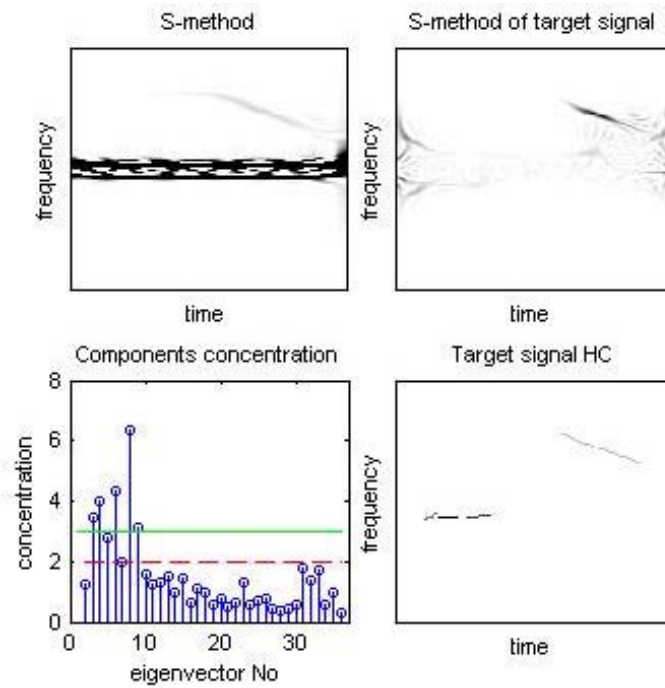 S-method
S-method of target signal
frequency
frequency
time
time
Components concentration
Target signal HC
8
6
4
2
0
concentration
frequency
0
10
20
30
eigenvector No
time